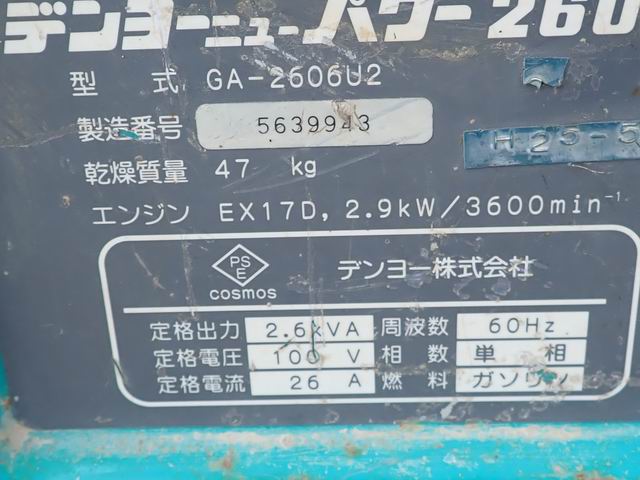 デンヨーニューパワー260
型 式 GA-2606U2
製造番号 5639943
H25-5
乾燥質量 47 kg
エンジン EX17D, 2.9kW/3600min⁻¹
PSE
cosmos
デンヨー株式会社
定格出力 2.6kVA 周波数 60Hz
定格電圧 100 V 相数 単相
定格電流 26 A 燃料 ガソリン